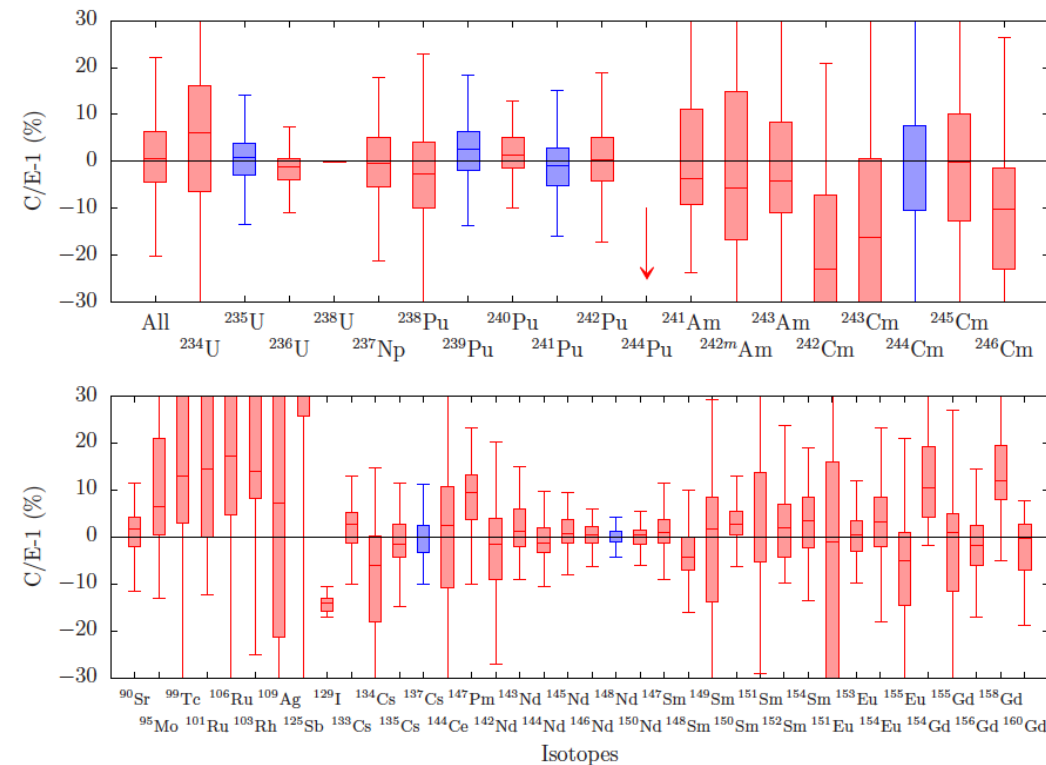 30
20
10
C/E-1 (%)
0
−10
−20
−30
All ²³⁵U ²³⁸U ²³⁸Pu ²⁴⁰Pu ²⁴²Pu ²⁴¹Am ²⁴³Am ²⁴³Cm ²⁴⁵Cm
²³⁴U ²³⁶U ²³⁷Np ²³⁹Pu ²⁴¹Pu ²⁴⁴Pu ²⁴²ᵐAm ²⁴²Cm ²⁴⁴Cm ²⁴⁶Cm
30
20
10
C/E-1 (%)
0
−10
−20
−30
⁹⁰Sr ⁹⁹Tc ¹⁰⁶Ru ¹⁰⁹Ag ¹²⁹I ¹³⁴Cs ¹³⁷Cs ¹⁴⁷Pm ¹⁴³Nd ¹⁴⁵Nd ¹⁴⁸Nd ¹⁴⁷Sm ¹⁴⁹Sm ¹⁵¹Sm ¹⁵⁴Sm ¹⁵³Eu ¹⁵⁵Eu ¹⁵⁵Gd ¹⁵⁸Gd
⁹⁵Mo ¹⁰¹Ru ¹⁰³Rh ¹²⁵Sb ¹³³Cs ¹³⁵Cs ¹⁴⁴Ce ¹⁴²Nd ¹⁴⁴Nd ¹⁴⁶Nd ¹⁵⁰Nd ¹⁴⁸Sm ¹⁵⁰Sm ¹⁵²Sm ¹⁵¹Eu ¹⁵⁴Eu ¹⁵⁴Gd ¹⁵⁶Gd ¹⁶⁰Gd
Isotopes